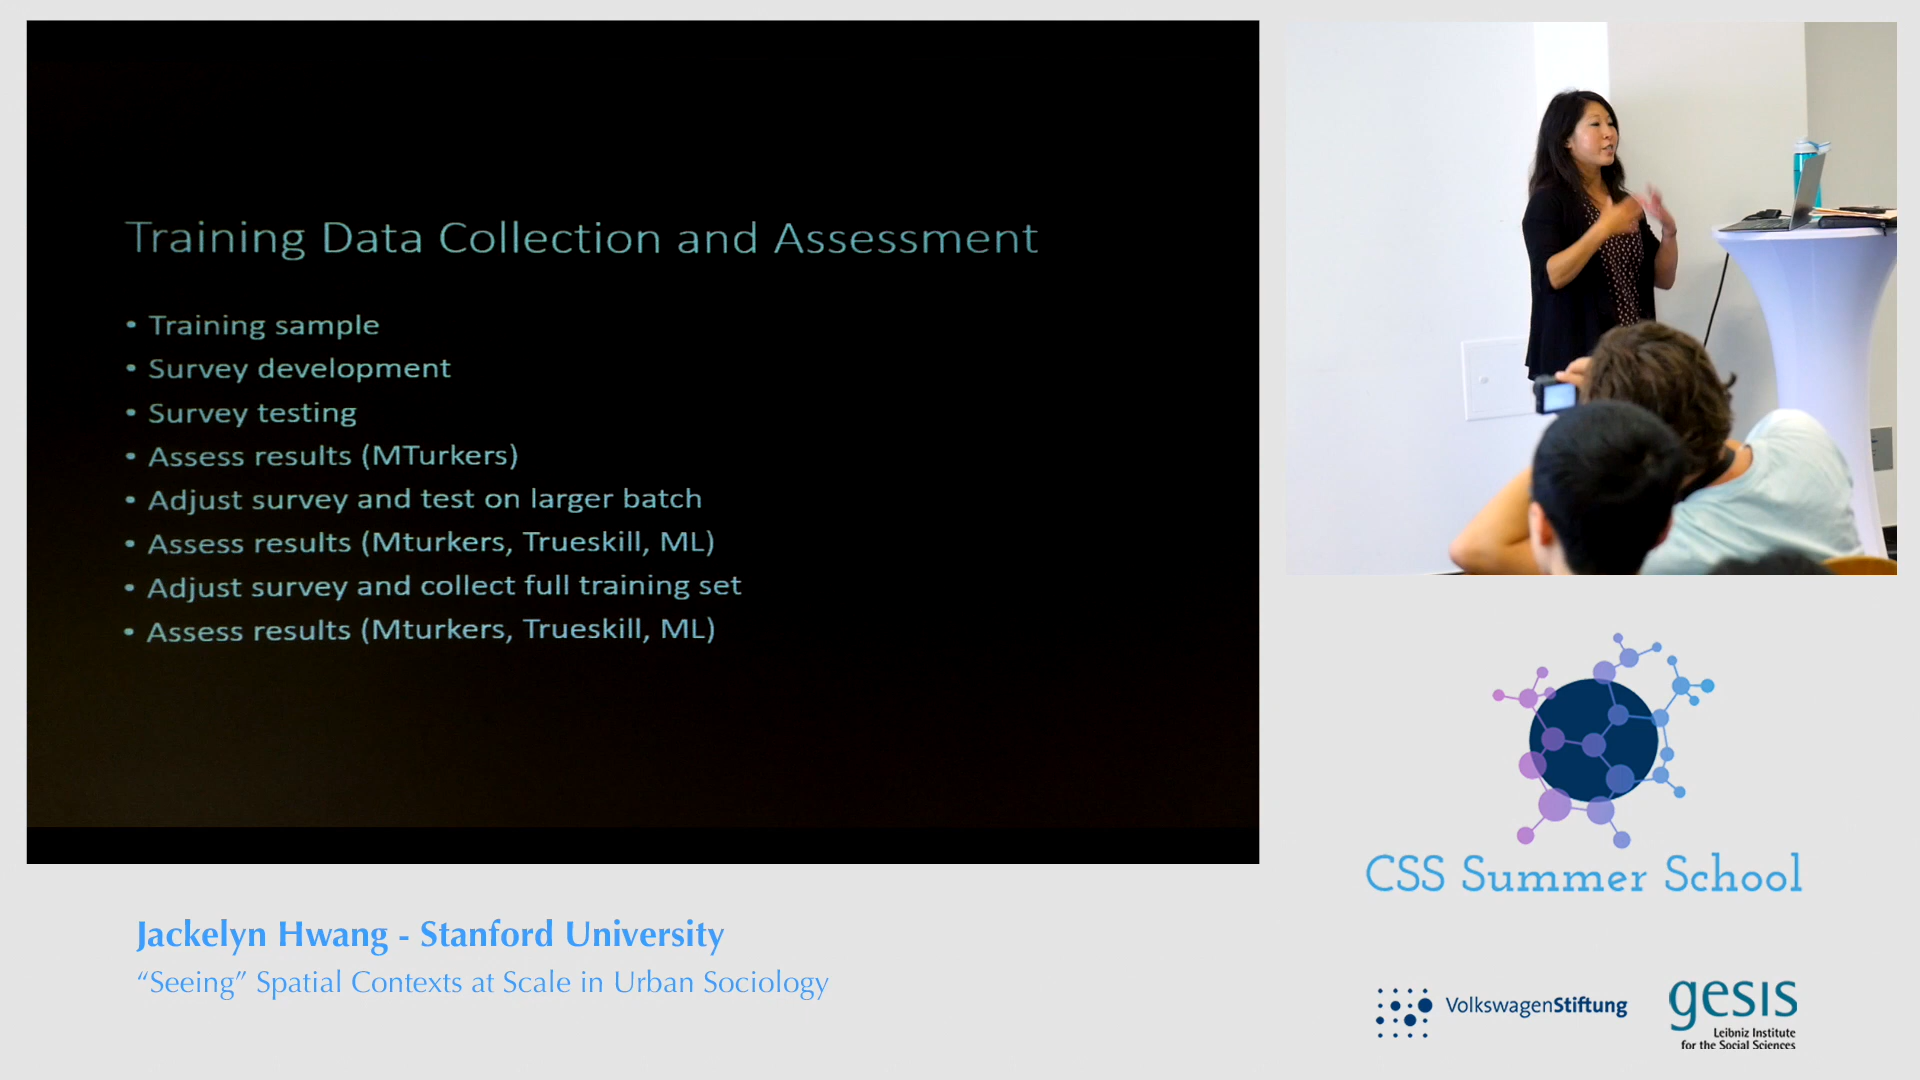 Training Data Collection and Assessment
• Training sample
• Survey development
• Survey testing
• Assess results (MTurkers)
• Adjust survey and test on larger batch
• Assess results (Mturkers, Trueskill, ML)
• Adjust survey and collect full training set
• Assess results (Mturkers, Trueskill, ML)
Jackelyn Hwang - Stanford University
“Seeing” Spatial Contexts at Scale in Urban Sociology
CSS Summer School
VolkswagenStiftung
gesis
Leibniz Institute
for the Social Sciences